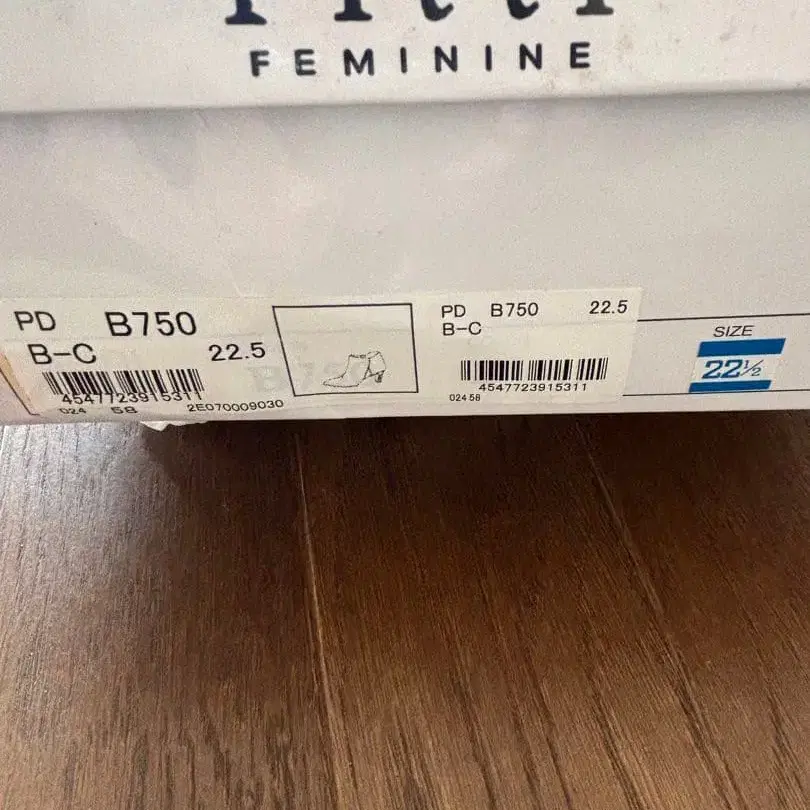 FEMININE
PD B750
B-C 22.5
4547723915311
024 58 2E070009030
PD B750 22.5
B-C
4547723915311
024 58
SIZE
22½